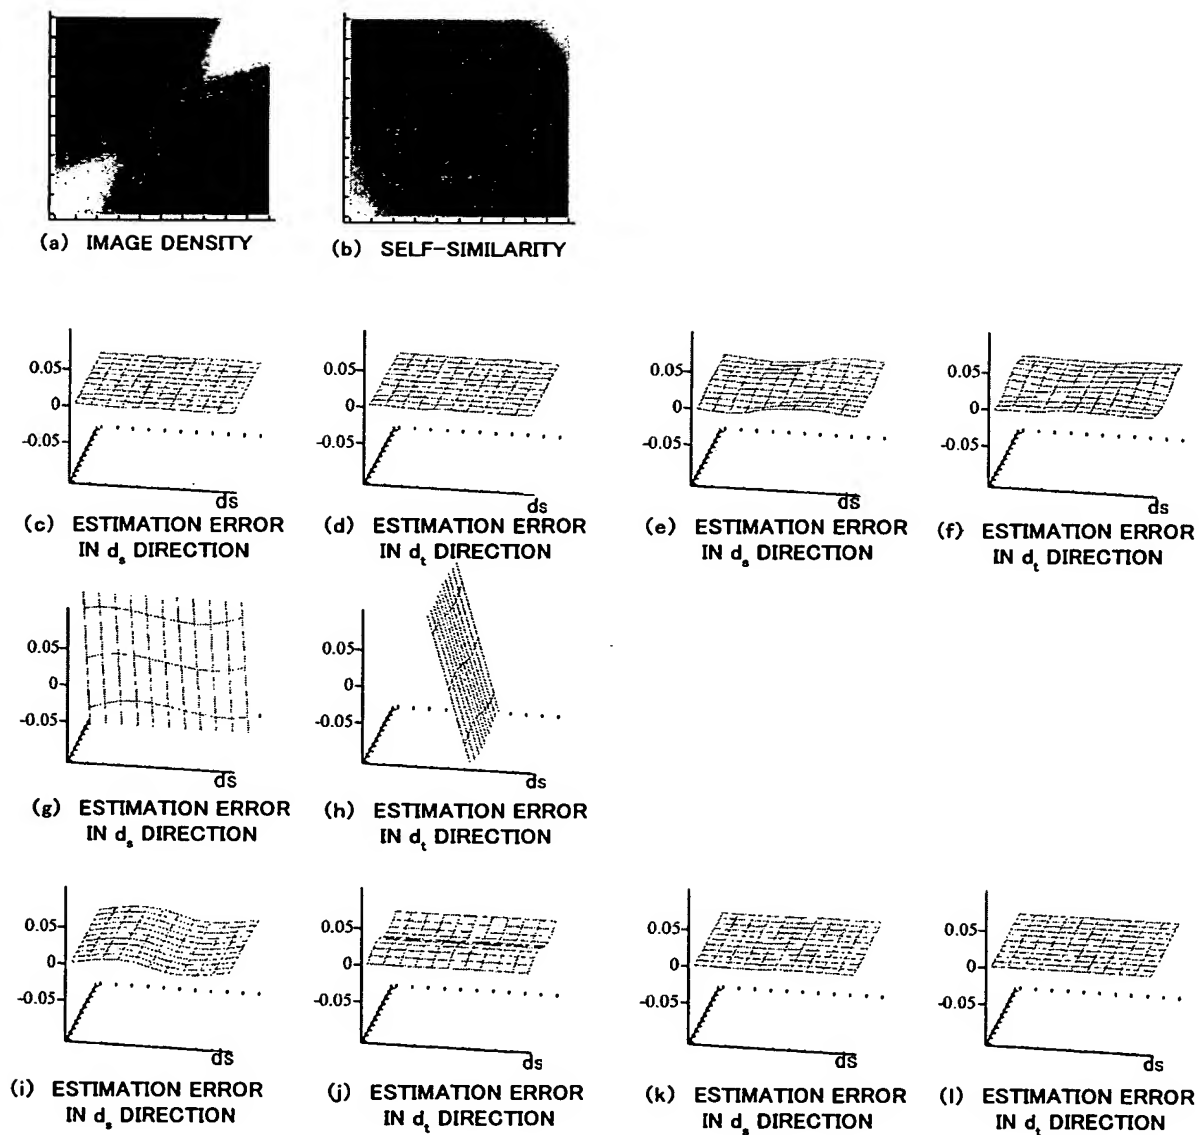 (a) IMAGE DENSITY
(b) SELF-SIMILARITY
0.05
0
-0.05
ds
(c) ESTIMATION ERROR
IN ds DIRECTION
0.05
0
-0.05
ds
(d) ESTIMATION ERROR
IN dt DIRECTION
0.05
0
-0.05
ds
(e) ESTIMATION ERROR
IN ds DIRECTION
0.05
0
-0.05
ds
(f) ESTIMATION ERROR
IN dt DIRECTION
0.05
0
-0.05
ds
(g) ESTIMATION ERROR
IN ds DIRECTION
0.05
0
-0.05
ds
(h) ESTIMATION ERROR
IN dt DIRECTION
0.05
0
-0.05
ds
(i) ESTIMATION ERROR
IN ds DIRECTION
0.05
0
-0.05
ds
(j) ESTIMATION ERROR
IN dt DIRECTION
0.05
0
-0.05
ds
(k) ESTIMATION ERROR
IN ds DIRECTION
0.05
0
-0.05
ds
(l) ESTIMATION ERROR
IN dt DIRECTION